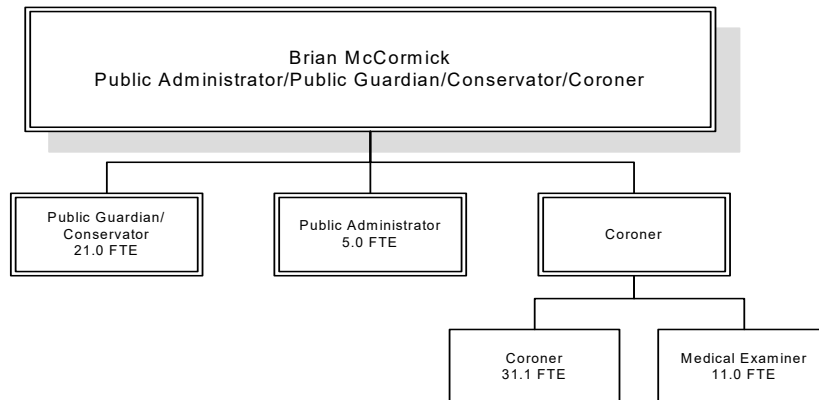 Brian McCormick
Public Administrator/Public Guardian/Conservator/Coroner
Public Guardian/
Conservator
21.0 FTE
Public Administrator
5.0 FTE
Coroner
Coroner
31.1 FTE
Medical Examiner
11.0 FTE